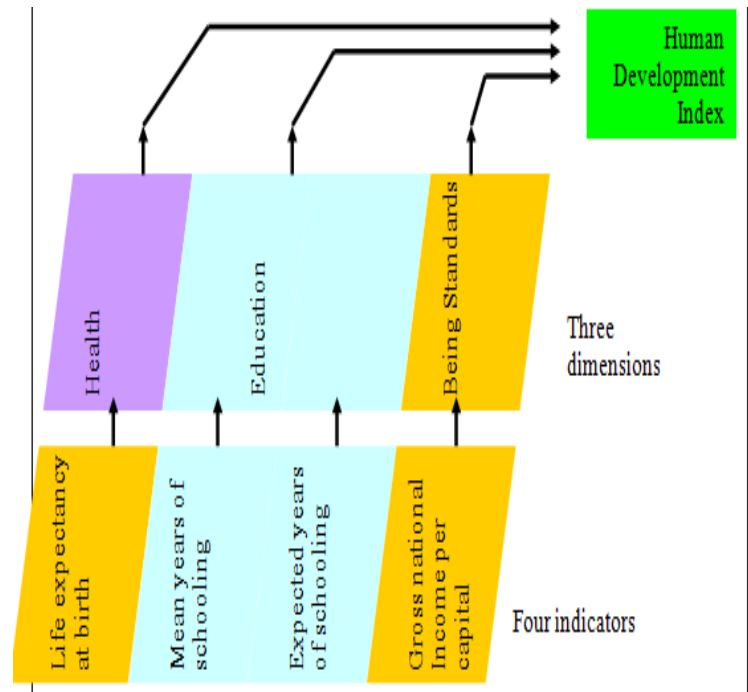 Human
Development
Index
Health
Education
Being Standards
Three
dimensions
Life expectancy
at birth
Mean years of
schooling
Expected years
of schooling
Gross national
Income per
capital
Four indicators